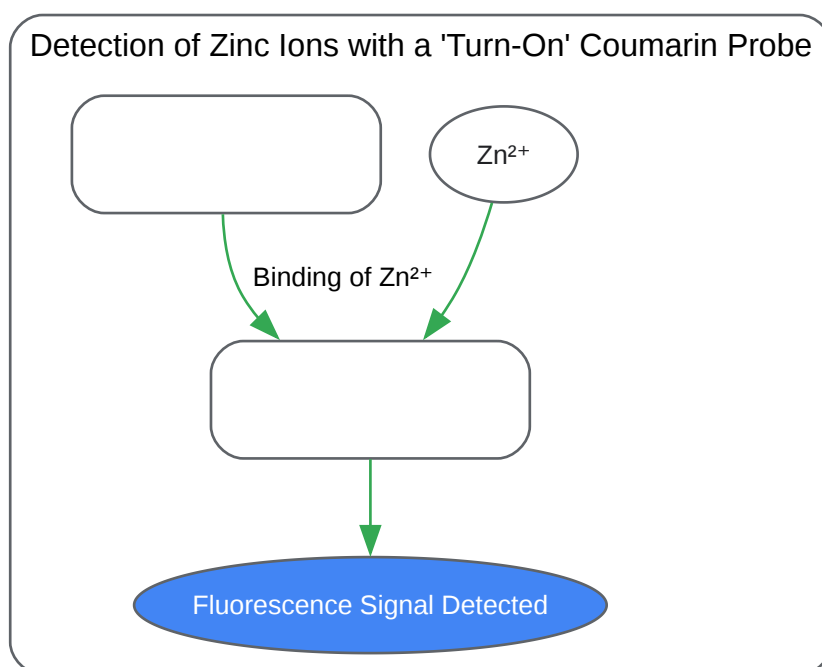 Detection of Zinc Ions with a 'Turn-On' Coumarin Probe
Zn²⁺
Binding of Zn²⁺
Fluorescence Signal Detected